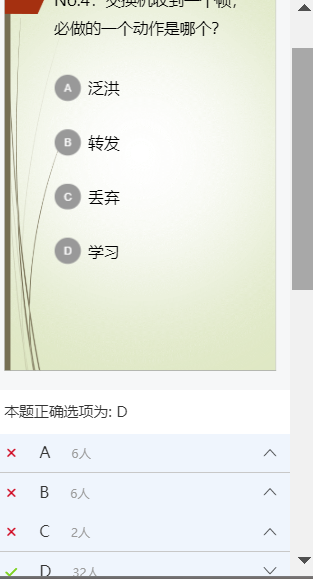 No.4：交换机收到一个帧，
必做的一个动作是哪个？
A 泛洪
B 转发
C 丢弃
D 学习
本题正确选项为: D
A 6人
B 6人
C 2人
D 32人